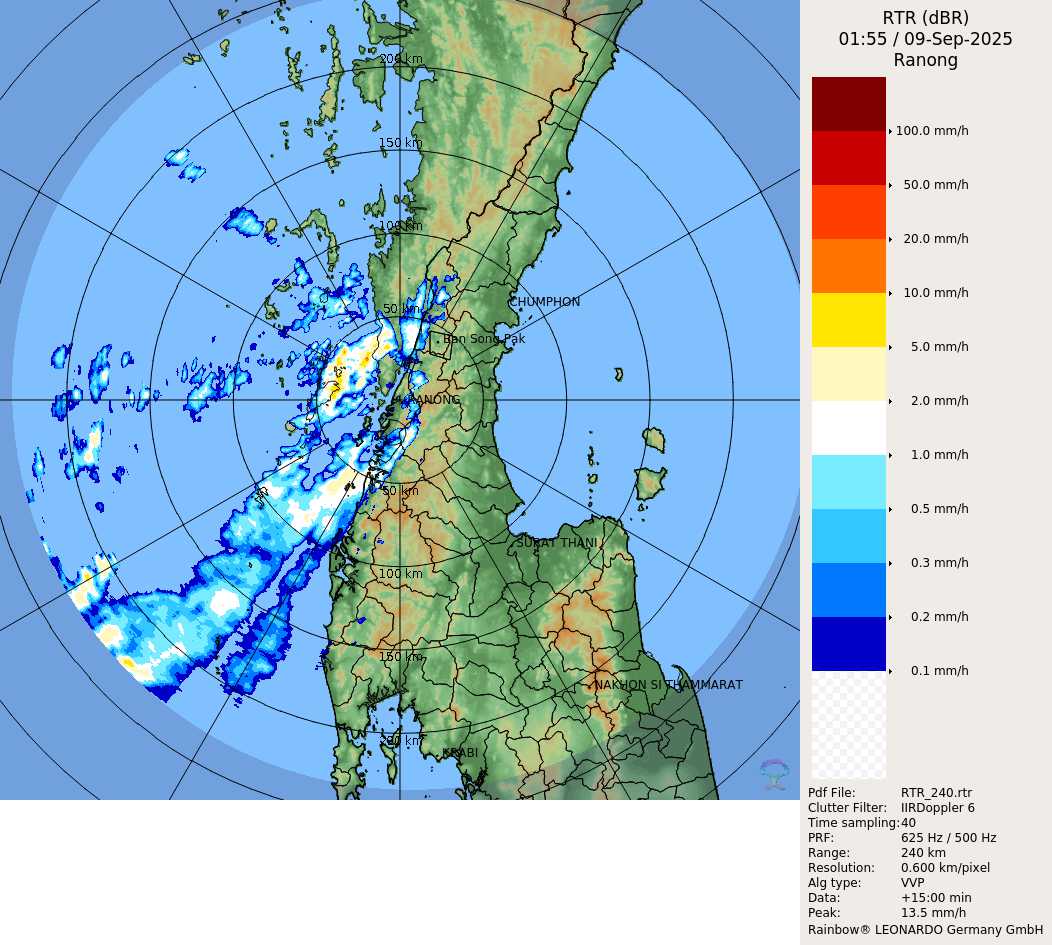 RTR (dBR)
01:55 / 09-Sep-2025
Ranong
100.0 mm/h
50.0 mm/h
20.0 mm/h
10.0 mm/h
5.0 mm/h
2.0 mm/h
1.0 mm/h
0.5 mm/h
0.3 mm/h
0.2 mm/h
0.1 mm/h
200 km
150 km
100 km
CHUMPHON
50 km
Ban Song Pak
RANONG
50 km
SURAT THANI
100 km
150 km
NAKHON SI THAMMARAT
200 km
KRABI
Pdf File: RTR_240.rtr
Clutter Filter: IIRDoppler 6
Time sampling: 40
PRF: 625 Hz / 500 Hz
Range: 240 km
Resolution: 0.600 km/pixel
Alg type: VVP
Data: +15:00 min
Peak: 13.5 mm/h
Rainbow® LEONARDO Germany GmbH